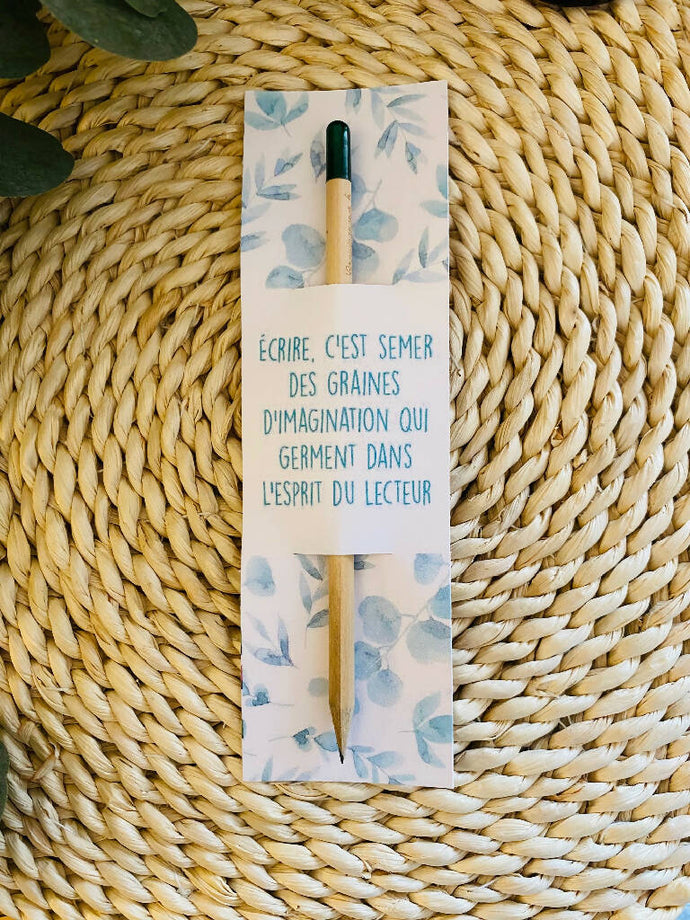 ÉCRIRE, C'EST SEMER
DES GRAINES
D'IMAGINATION QUI
GERMENT DANS
L'ESPRIT DU LECTEUR